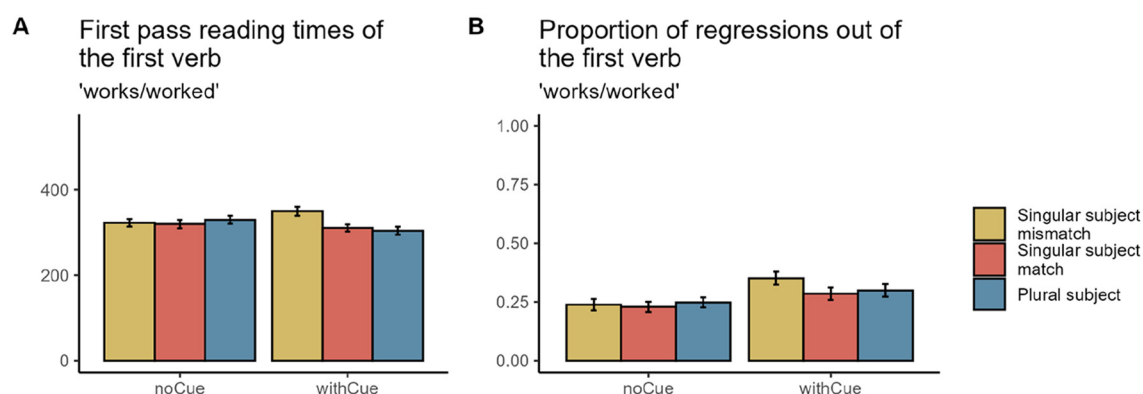 A
First pass reading times of
the first verb
'works/worked'
400
200
0
noCue
withCue
B
Proportion of regressions out of
the first verb
'works/worked'
1.00
0.75
0.50
0.25
0.00
noCue
withCue
Singular subject
mismatch
Singular subject
match
Plural subject